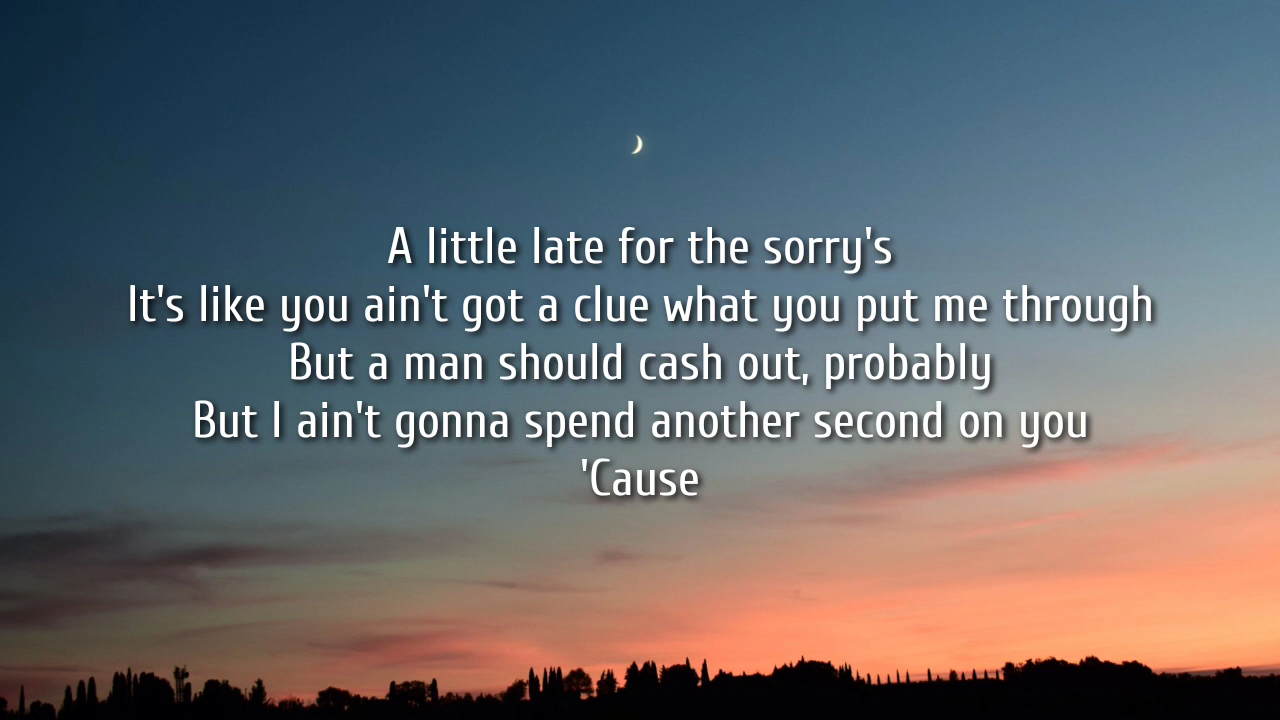 A little late for the sorry's
It's like you ain't got a clue what you put me through
But a man should cash out, probably
But I ain't gonna spend another second on you
'Cause